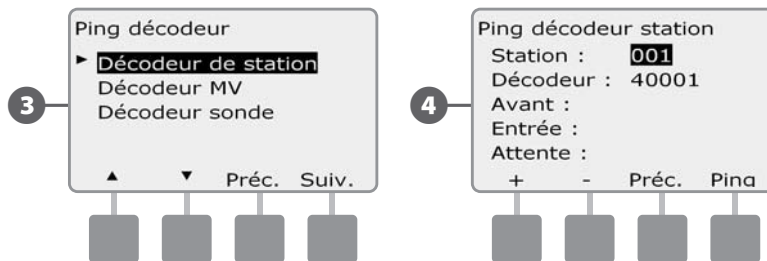 3
Ping décodeur
► Décodeur de station
Décodeur MV
Décodeur sonde
▲ ▼ Préc. Suiv.
4
Ping décodeur station
Station : 001
Décodeur : 40001
Avant :
Entrée :
Attente :
+ - Préc. Ping